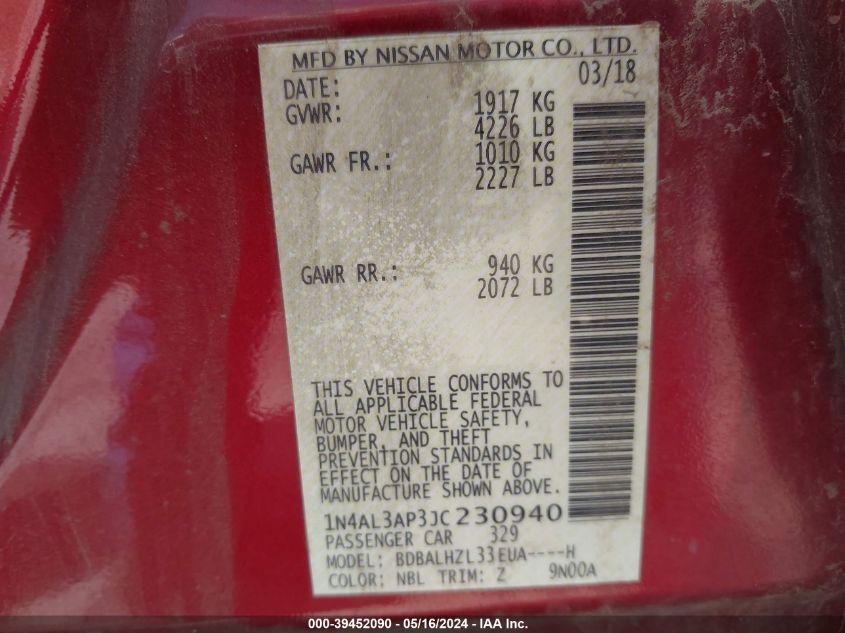 MFD BY NISSAN MOTOR CO., LTD.
DATE: 03/18
GVWR: 1917 KG
4226 LB
GAWR FR.: 1010 KG
2227 LB
GAWR RR.: 940 KG
2072 LB
THIS VEHICLE CONFORMS TO
ALL APPLICABLE FEDERAL
MOTOR VEHICLE SAFETY,
BUMPER, AND THEFT
PREVENTION STANDARDS IN
EFFECT ON THE DATE OF
MANUFACTURE SHOWN ABOVE.
1N4AL3AP3JC230940
PASSENGER CAR 329
MODEL: BDBALHZL33EUA----H
COLOR: NBL TRIM: Z 9N00A
000-39452090 - 05/16/2024 - IAA Inc.